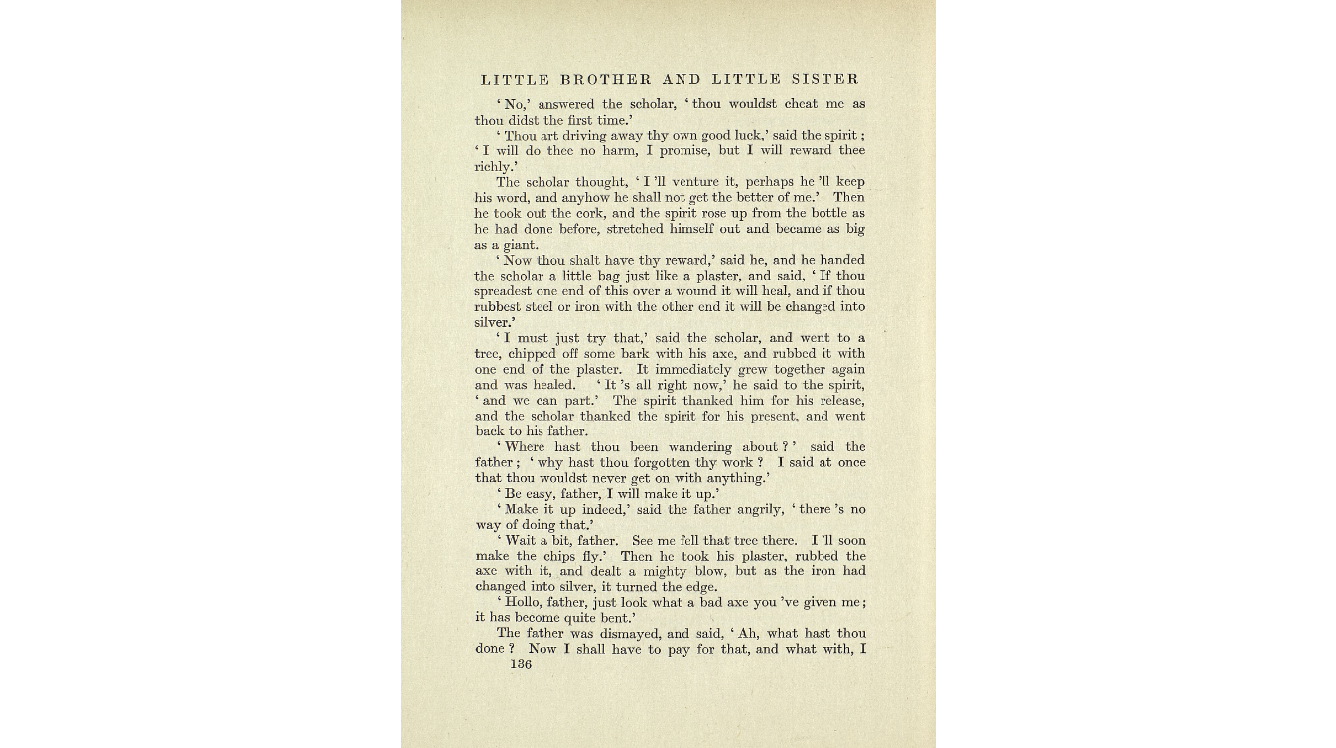 LITTLE BROTHER AND LITTLE SISTER
‘ No,’ answered the scholar, ‘ thou wouldst cheat me as
thou didst the first time.’
‘ Thou art driving away thy own good luck,’ said the spirit ;
‘ I will do thee no harm, I promise, but I will reward thee
richly.’
The scholar thought, ‘ I ’ll venture it, perhaps he ’ll keep
his word, and anyhow he shall not get the better of me.’ Then
he took out the cork, and the spirit rose up from the bottle as
he had done before, stretched himself out and became as big
as a giant.
‘ Now thou shalt have thy reward,’ said he, and he handed
the scholar a little bag just like a plaster, and said, ‘ If thou
spreadest one end of this over a wound it will heal, and if thou
rubbest steel or iron with the other end it will be changed into
silver.’
‘ I must just try that,’ said the scholar, and went to a
tree, chipped off some bark with his axe, and rubbed it with
one end of the plaster. It immediately grew together again
and was healed. ‘ It ’s all right now,’ he said to the spirit,
‘ and we can part.’ The spirit thanked him for his release,
and the scholar thanked the spirit for his present, and went
back to his father.
‘ Where hast thou been wandering about ? ’ said the
father ; ‘ why hast thou forgotten thy work ? I said at once
that thou wouldst never get on with anything.’
‘ Be easy, father, I will make it up.’
‘ Make it up indeed,’ said the father angrily, ‘ there ’s no
way of doing that.’
‘ Wait a bit, father. See me fell that tree there. I ’ll soon
make the chips fly.’ Then he took his plaster, rubbed the
axe with it, and dealt a mighty blow, but as the iron had
changed into silver, it turned the edge.
‘ Hollo, father, just look what a bad axe you ’ve given me ;
it has become quite bent.’
The father was dismayed, and said, ‘ Ah, what hast thou
done ? Now I shall have to pay for that, and what with, I
136